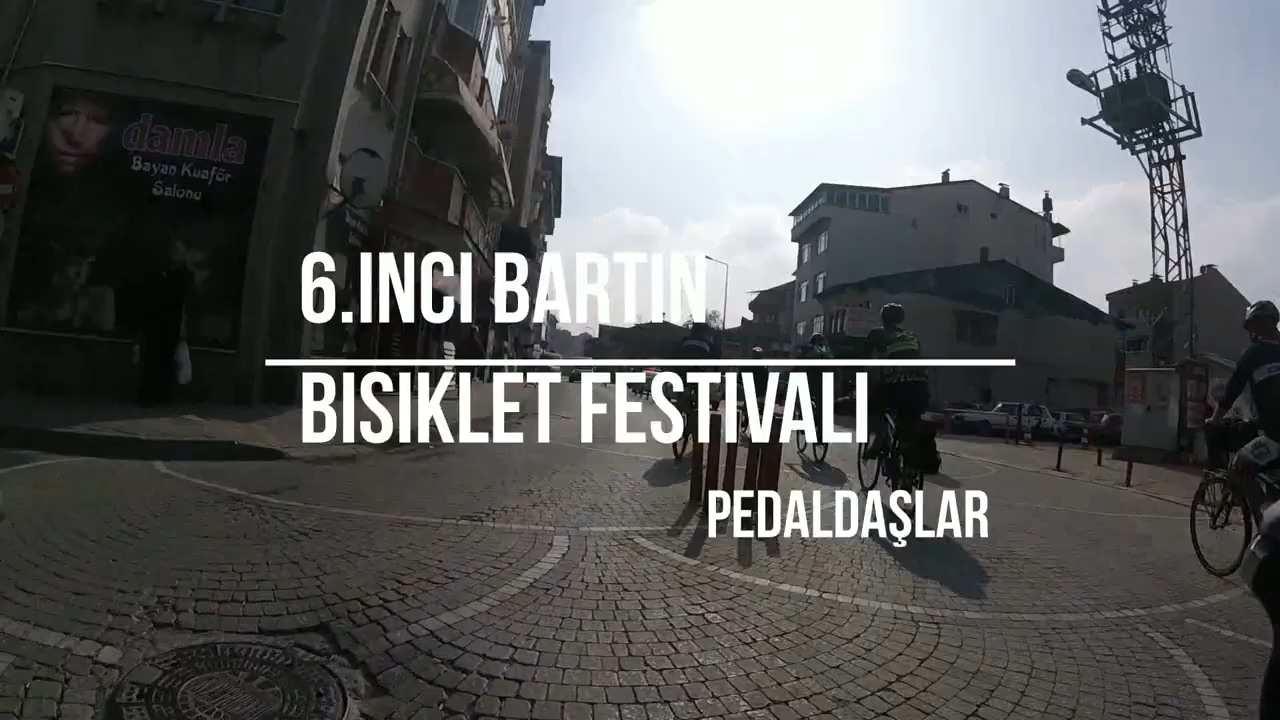 damla
Bayan Kuaför
Salonu
6.INCI BARTIN
BISIKLET FESTIVALI
PEDALDAŞLAR